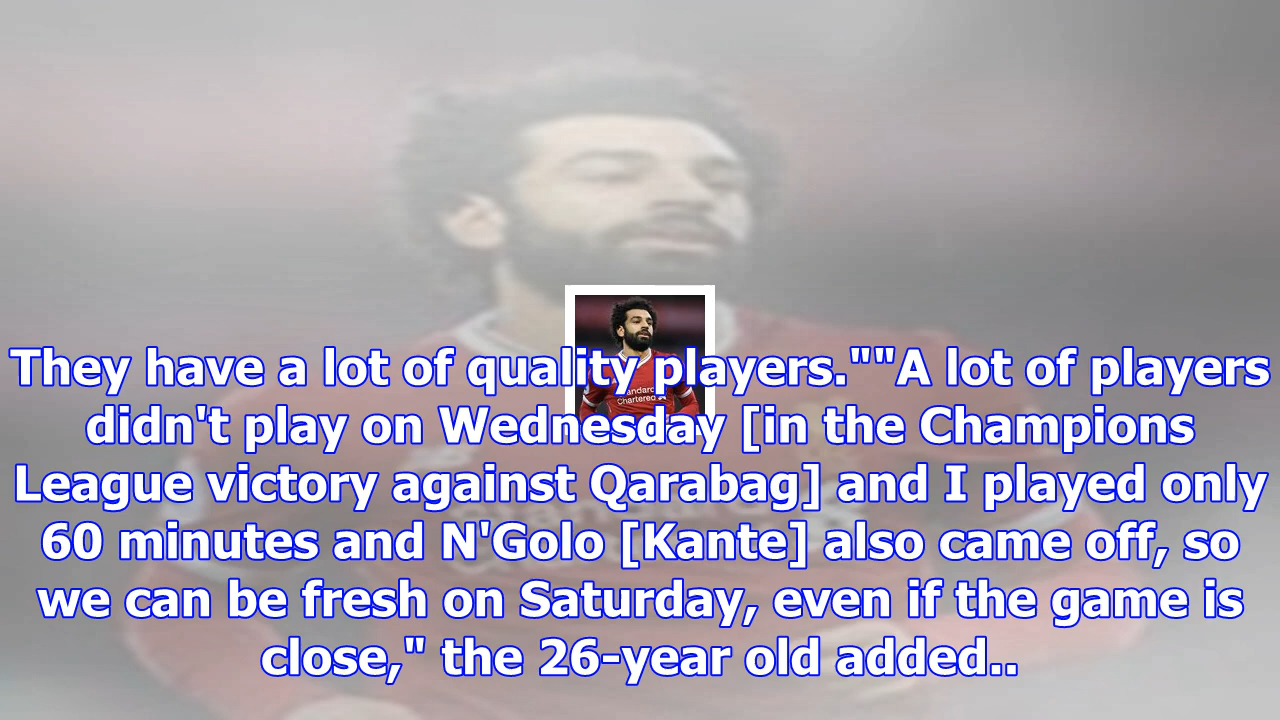 They have a lot of quality players.""A lot of players
didn't play on Wednesday [in the Champions
League victory against Qarabag] and I played only
60 minutes and N'Golo [Kante] also came off, so
we can be fresh on Saturday, even if the game is
close," the 26-year old added..
Standard
Chartered